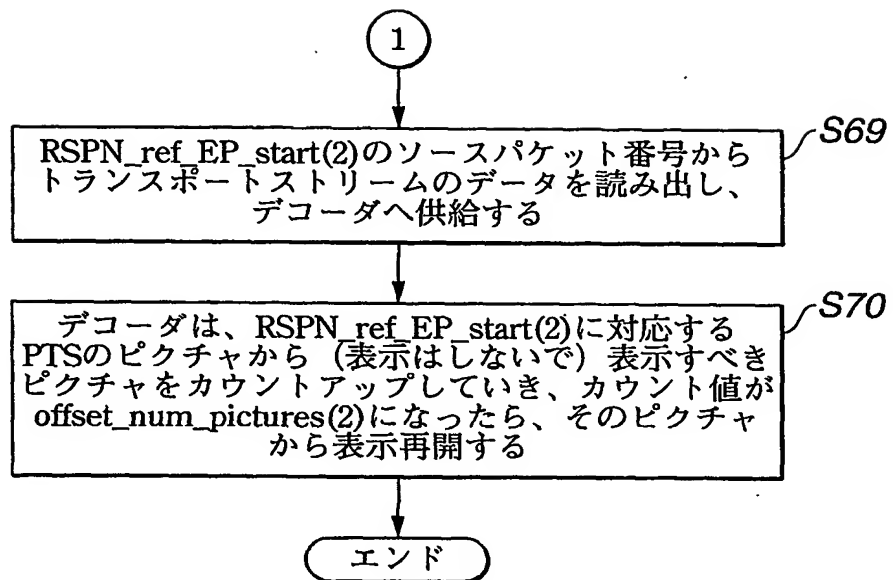 1
RSPN_ref_EP_start(2)のソースパケット番号から
トランスポートストリームのデータを読み出し、
デコーダへ供給する
S69
デコーダは、RSPN_ref_EP_start(2)に対応する
PTSのピクチャから（表示はしないで）表示すべき
ピクチャをカウントアップしていき、カウント値が
offset_num_pictures(2)になったら、そのピクチャ
から表示再開する
S70
エンド